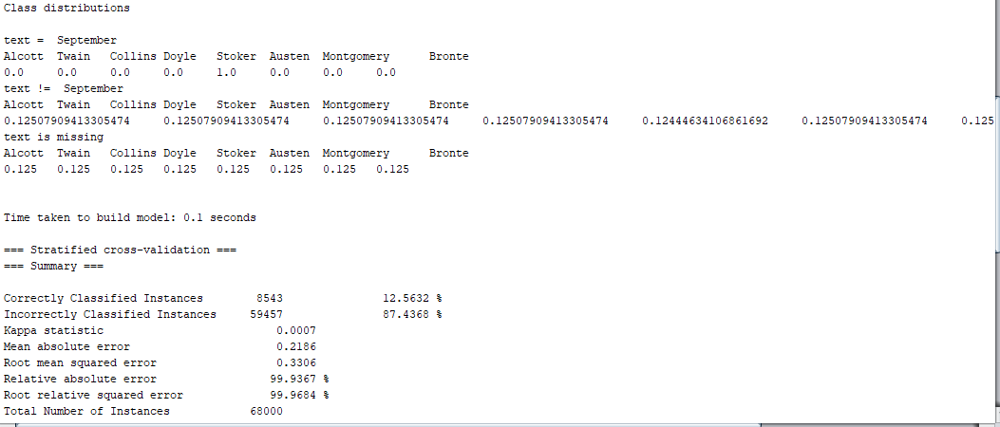 Class distributions
text = September
Alcott Twain Collins Doyle Stoker Austen Montgomery Bronte
0.0 0.0 0.0 0.0 1.0 0.0 0.0 0.0
text != September
Alcott Twain Collins Doyle Stoker Austen Montgomery Bronte
0.12507909413305474 0.12507909413305474 0.12507909413305474 0.12507909413305474 0.12444634106861692 0.12507909413305474 0.125
text is missing
Alcott Twain Collins Doyle Stoker Austen Montgomery Bronte
0.125 0.125 0.125 0.125 0.125 0.125 0.125 0.125
Time taken to build model: 0.1 seconds
=== Stratified cross-validation ===
=== Summary ===
Correctly Classified Instances 8543 12.5632 %
Incorrectly Classified Instances 59457 87.4368 %
Kappa statistic 0.0007
Mean absolute error 0.2186
Root mean squared error 0.3306
Relative absolute error 99.9367 %
Root relative squared error 99.9684 %
Total Number of Instances 68000